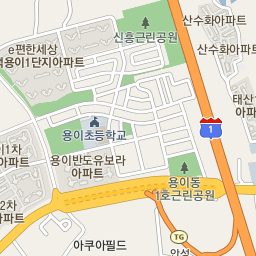 신흥근린공원
산수화아파트
e편한세상
용이1단지아파트
산수화아파트
태산
아파트
용이초등학교
1
1차
아파트
용이반도유보라
아파트
용이동
1호근린공원
2차
아파트
아쿠아필드
TG
안성